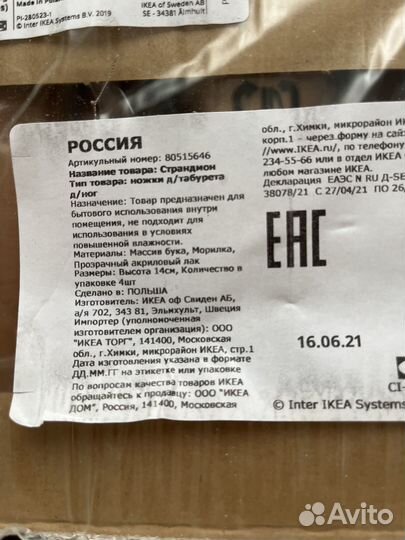 Made in Poland
PI-280523-1
© Inter IKEA Systems B.V. 2019
IKEA of Sweden AB
SE - 34381 Älmhult
РОССИЯ
Артикульный номер: 80515646
Название товара: Страндмон
Тип товара: ножки д/табурета
д/ног
Назначение: Товар предназначен для
бытового использования внутри
помещения, не подходит для
использования в условиях
повышенной влажности.
Материалы: Массив бука, Морилка,
Прозрачный акриловый лак
Размеры: Высота 14см, Количество в
упаковке 4шт
Сделано в: ПОЛЬША
Изготовитель: ИКЕА оф Свиден АБ,
а/я 702, 343 81, Эльмхульт, Швеция
Импортер (уполномоченная
изготовителем организация): ООО
"ИКЕА ТОРГ", 141400, Московская
обл., г.Химки, микрорайон ИКЕА, стр.1
Дата изготовления указана в формате
ДД.ММ.ГГ на этикетке или упаковке
По вопросам качества товаров ИКЕА
обращайтесь к продавцу: ООО "ИКЕА
ДОМ", Россия, 141400, Московская
обл., г.Химки, микрорайон ИКЕА
корп.1 - через форму на сай
//www.IKEA.ru/, по телефону
234-55-66 или в отдел ИКЕА
любом магазине ИКЕА.
Декларация ЕАЭС N RU Д-SE
38078/21 С 27/04/21 ПО 26/
EAC
16.06.21
CI-
© Inter IKEA Systems
Avito